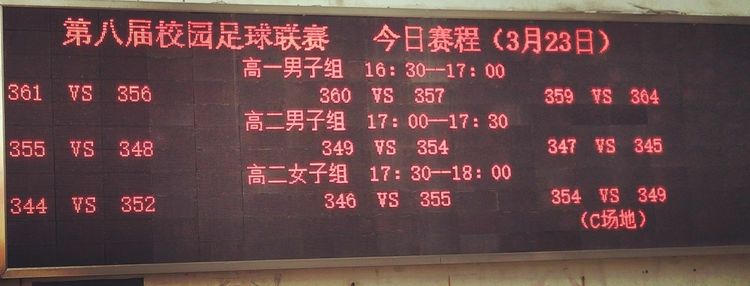 第八届校园足球联赛 今日赛程（3月23日）
高一男子组 16：30--17：00
361 VS 356 360 VS 357 359 VS 364
高二男子组 17：00--17：30
355 VS 348 349 VS 354 347 VS 345
高二女子组 17：30--18：00
344 VS 352 346 VS 355 354 VS 349
（C场地）